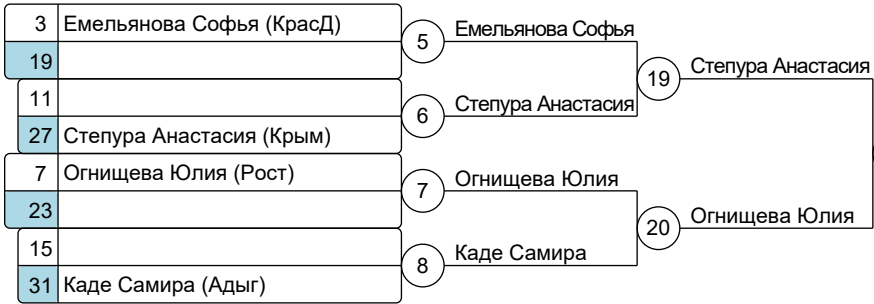 3 Емельянова Софья (КрасД)
19
11
27 Степура Анастасия (Крым)
7 Огнищева Юлия (Рост)
23
15
31 Каде Самира (Адыг)
5 Емельянова Софья
6 Степура Анастасия
7 Огнищева Юлия
8 Каде Самира
19 Степура Анастасия
20 Огнищева Юлия